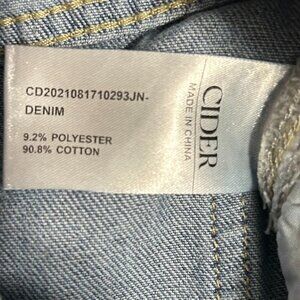 CD2021081710293JN-
DENIM
9.2% POLYESTER
90.8% COTTON
CIDER
MADE IN CHINA